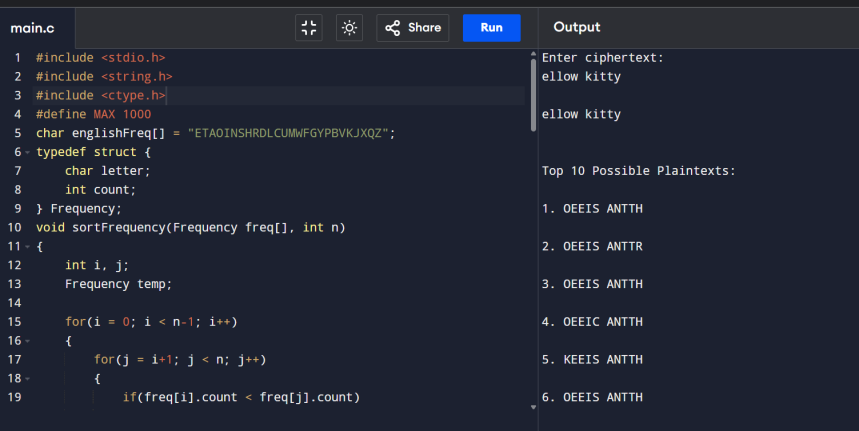 main.c
Share
Run
Output
1 #include <stdio.h>
2 #include <string.h>
3 #include <ctype.h>
4 #define MAX 1000
5 char englishFreq[] = "ETAOINSHRDLCUMWFGYPBVKJXQZ";
6 typedef struct {
7 char letter;
8 int count;
9 } Frequency;
10 void sortFrequency(Frequency freq[], int n)
11 {
12 int i, j;
13 Frequency temp;
14
15 for(i = 0; i < n-1; i++)
16 {
17 for(j = i+1; j < n; j++)
18 {
19 if(freq[i].count < freq[j].count)
Enter ciphertext:
ellow kitty
ellow kitty
Top 10 Possible Plaintexts:
1. OEEIS ANTTH
2. OEEIS ANTTR
3. OEEIS ANTTH
4. OEEIC ANTTH
5. KEEIS ANTTH
6. OEEIS ANTTH